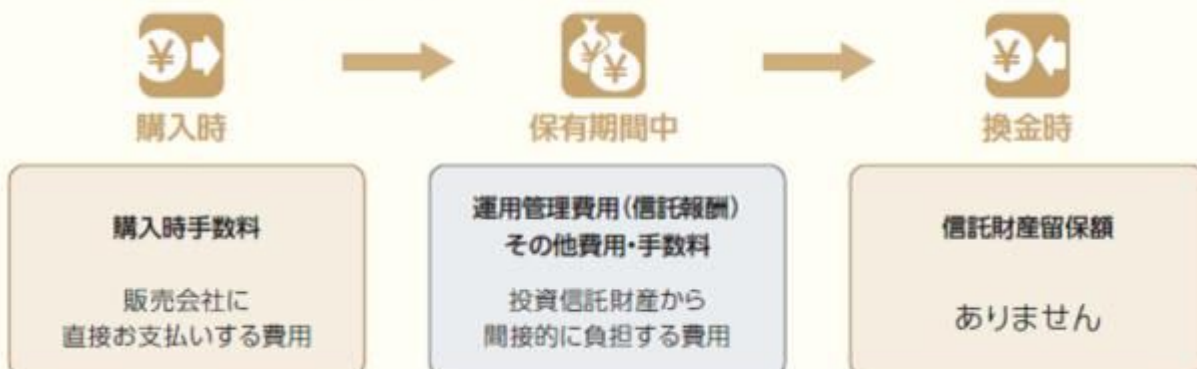 ¥
購入時
¥
¥
保有期間中
¥
換金時
購入時手数料
販売会社に
直接お支払いする費用
運用管理費用(信託報酬)
その他費用・手数料
投資信託財産から
間接的に負担する費用
信託財産留保額
ありません